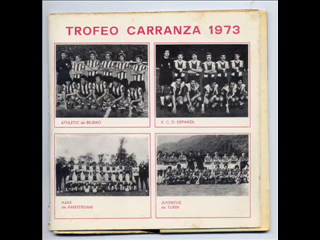 TROFEO CARRANZA 1973
ATHLETIC de BILBAO
R. C. D. ESPAÑOL
AJAX
de AMSTERDAM
JUVENTUS
de TURIN